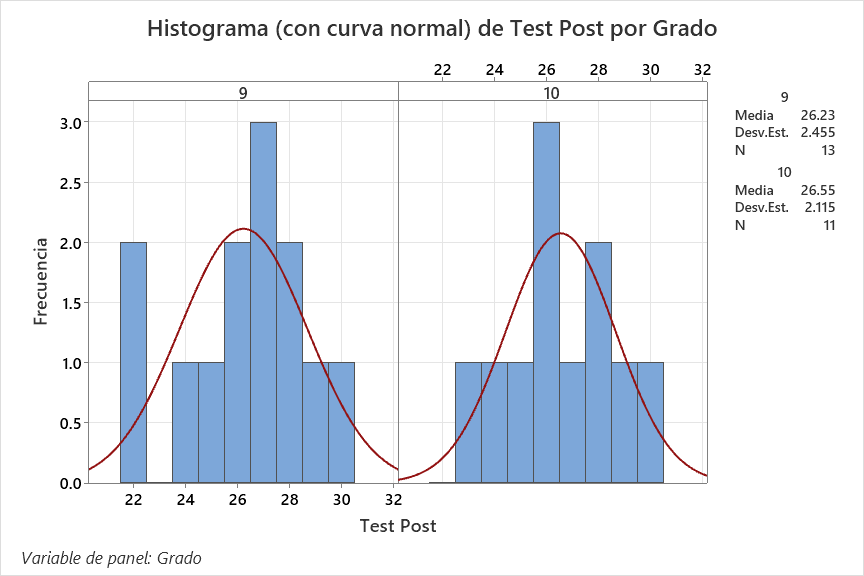 Histograma (con curva normal) de Test Post por Grado
22 24 26 28 30 32
9 10
3.0
2.5
2.0
1.5
1.0
0.5
0.0
22 24 26 28 30 32
Frecuencia
Test Post
9
Media 26.23
Desv.Est. 2.455
N 13
10
Media 26.55
Desv.Est. 2.115
N 11
Variable de panel: Grado